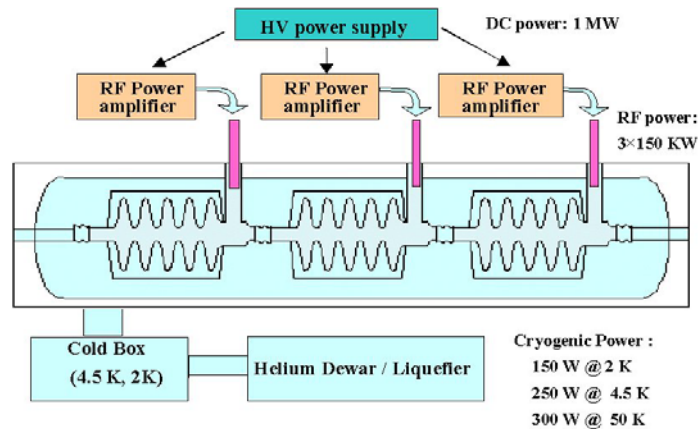 HV power supply
DC power: 1 MW
RF Power
amplifier
RF Power
amplifier
RF Power
amplifier
RF power:
3×150 KW
Cold Box
(4.5 K, 2K)
Helium Dewar / Liquefier
Cryogenic Power :
150 W @ 2 K
250 W @ 4.5 K
300 W @ 50 K